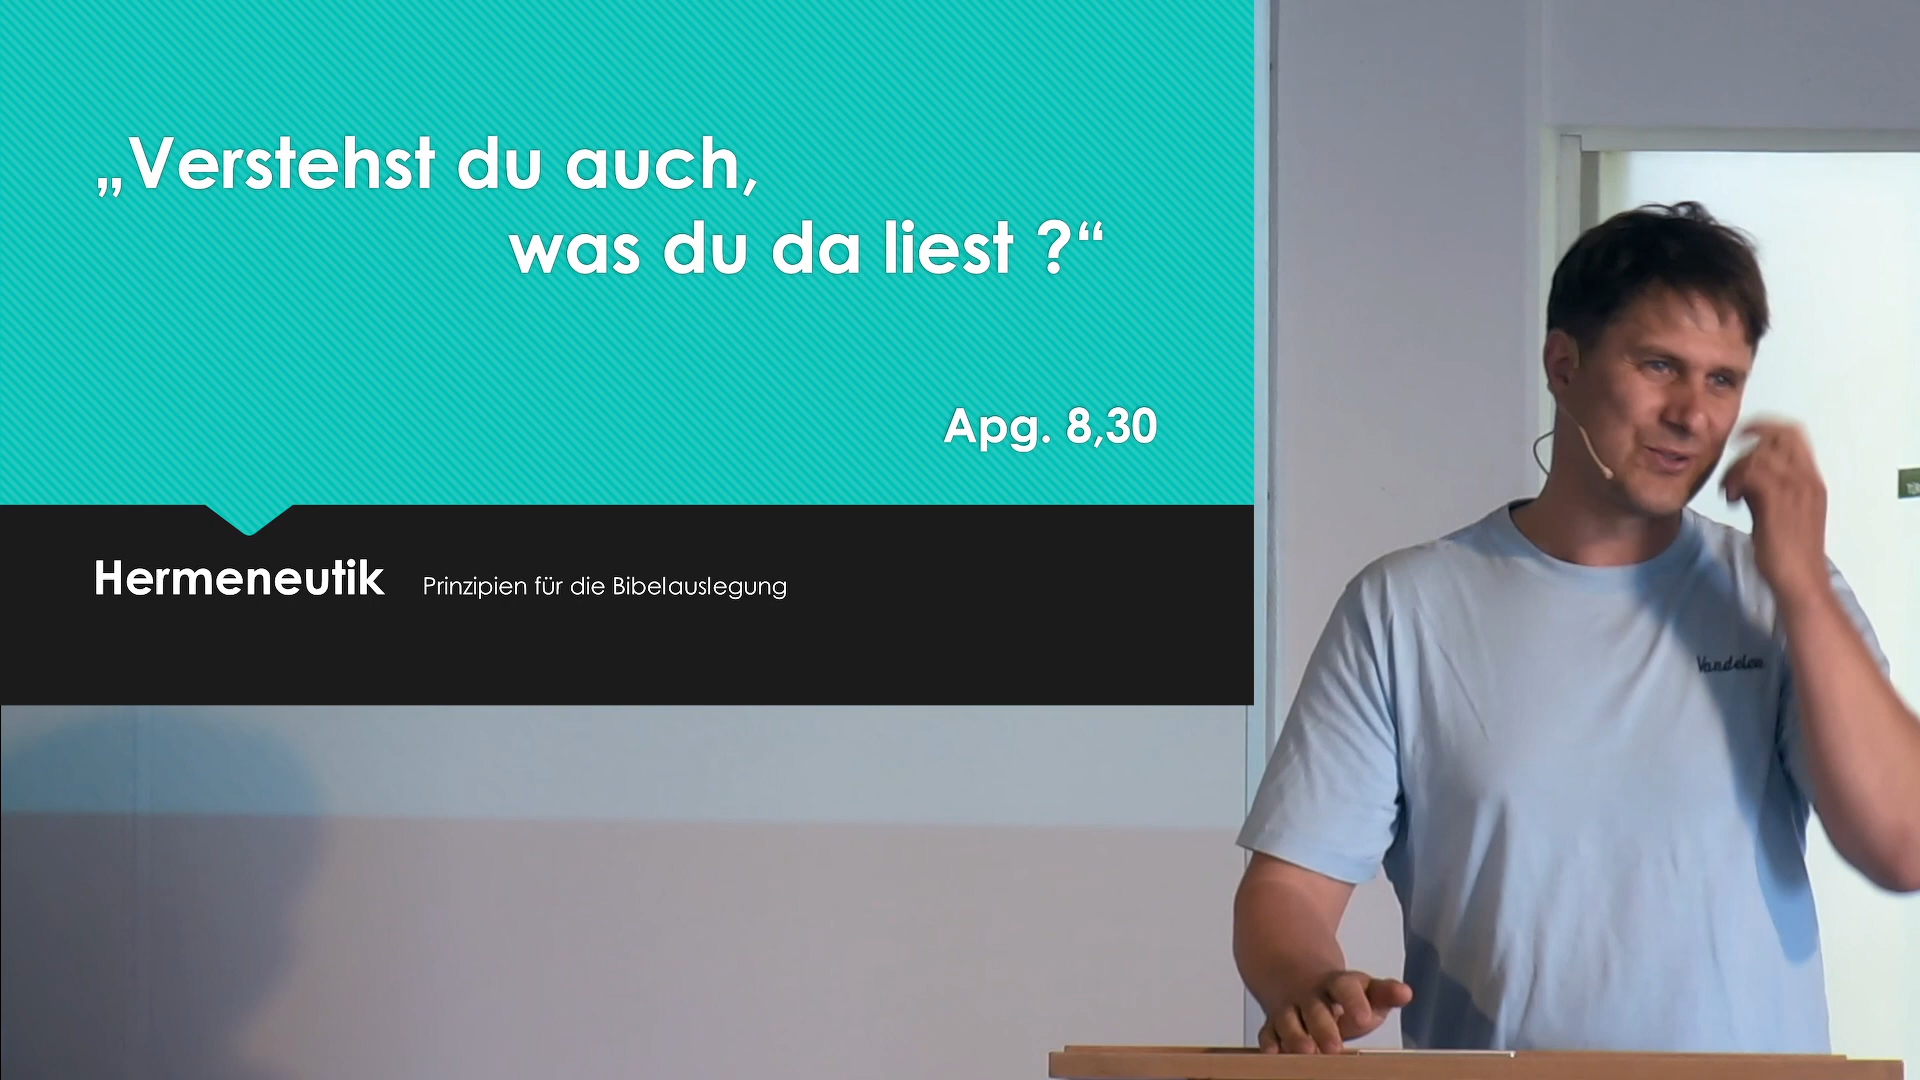 „Verstehst du auch,
was du da liest ?“
Apg. 8,30
Hermeneutik Prinzipien für die Bibelauslegung